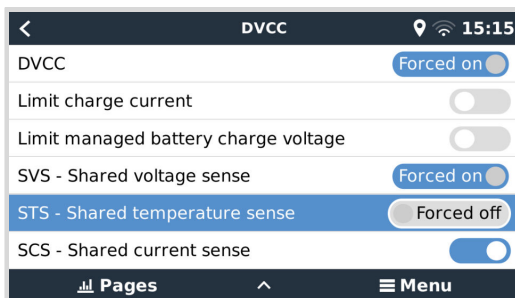 DVCC 15:15
DVCC Forced on
Limit charge current
Limit managed battery charge voltage
SVS - Shared voltage sense Forced on
STS - Shared temperature sense Forced off
SCS - Shared current sense
Pages Menu